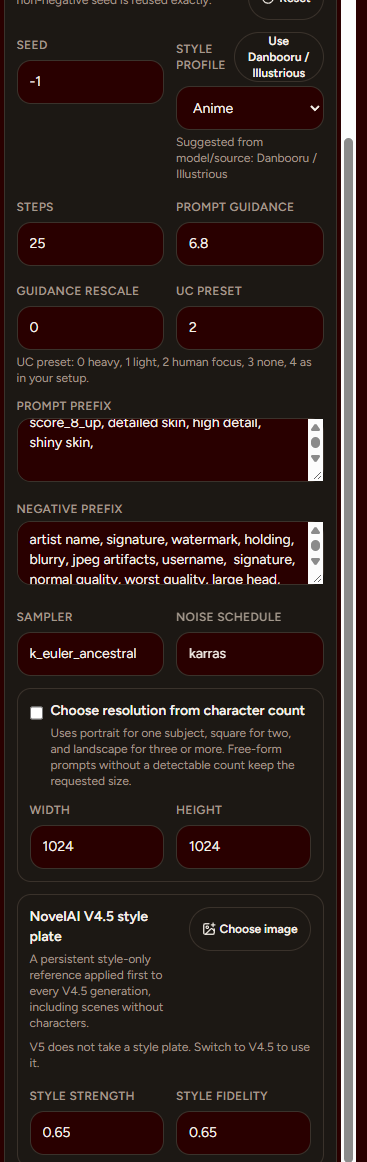 non-negative seed is reused exactly.
Reset
SEED
-1
STYLE
PROFILE
Use
Danbooru /
Illustrious
Anime
Suggested from
model/source: Danbooru /
Illustrious
STEPS
25
PROMPT GUIDANCE
6.8
GUIDANCE RESCALE
0
UC PRESET
2
UC preset: 0 heavy, 1 light, 2 human focus, 3 none, 4 as
in your setup.
PROMPT PREFIX
score_8_up, detailed skin, high detail,
shiny skin,
NEGATIVE PREFIX
artist name, signature, watermark, holding,
blurry, jpeg artifacts, username,  signature,
normal quality, worst quality, large head,
SAMPLER
k_euler_ancestral
NOISE SCHEDULE
karras
Choose resolution from character count
Uses portrait for one subject, square for two,
and landscape for three or more. Free-form
prompts without a detectable count keep the
requested size.
WIDTH
1024
HEIGHT
1024
NovelAI V4.5 style
plate
Choose image
A persistent style-only
reference applied first to
every V4.5 generation,
including scenes without
characters.
V5 does not take a style plate. Switch to V4.5 to use
it.
STYLE STRENGTH
0.65
STYLE FIDELITY
0.65